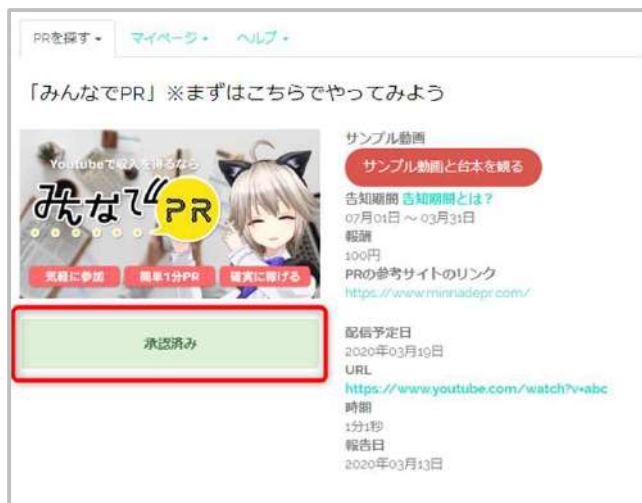 PRを探す▾ マイページ▾ ヘルプ▾
「みんなでPR」※まずはこちらでやってみよう
Youtubeで収入を得るなら
みんなでPR
気軽に参加 簡単1分PR 確実に稼げる
承認済み
サンプル動画
サンプル動画と台本を観る
告知期間 告知期間とは？
07月01日 ～ 03月31日
報酬
100円
PRの参考サイトのリンク
https://www.minnadepr.com/
配信予定日
2020年03月19日
URL
https://www.youtube.com/watch?v=abc
時間
1分1秒
報告日
2020年03月13日